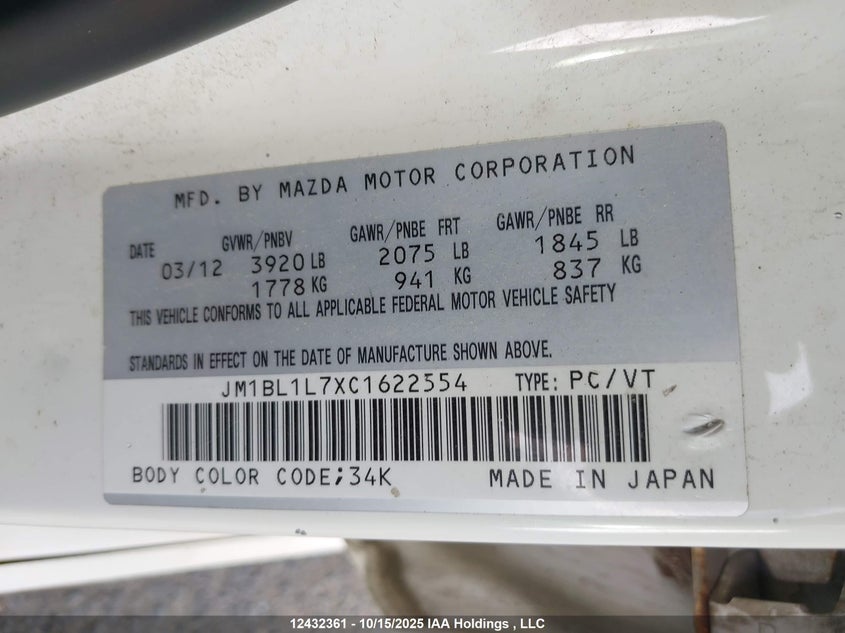 MFD. BY MAZDA MOTOR CORPORATION
DATE GVWR/PNBV GAWR/PNBE FRT GAWR/PNBE RR
03/12 3920 LB 2075 LB 1845 LB
1778 KG 941 KG 837 KG
THIS VEHICLE CONFORMS TO ALL APPLICABLE FEDERAL MOTOR VEHICLE SAFETY
STANDARDS IN EFFECT ON THE DATE OF MANUFACTURE SHOWN ABOVE.
JM1BL1L7XC1622554 TYPE: PC/VT
BODY COLOR CODE;34K MADE IN JAPAN
12432361 - 10/15/2025 IAA Holdings , LLC